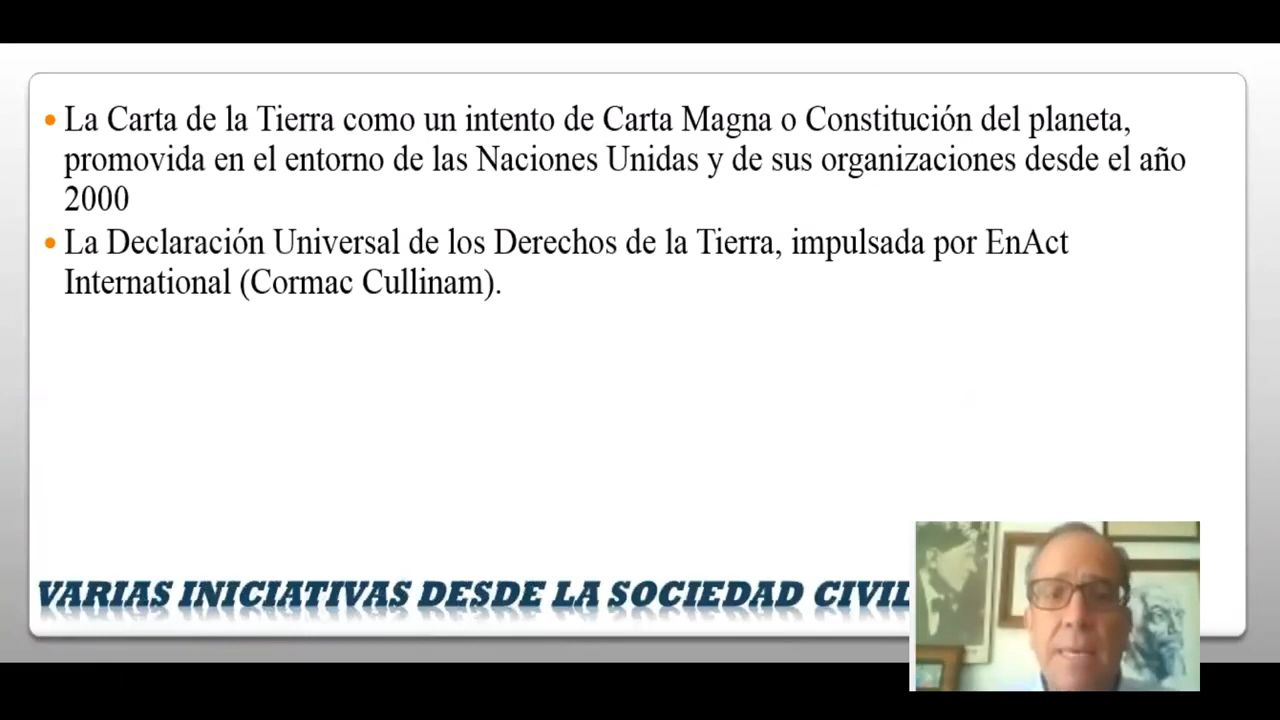 La Carta de la Tierra como un intento de Carta Magna o Constitución del planeta,
promovida en el entorno de las Naciones Unidas y de sus organizaciones desde el año
2000
La Declaración Universal de los Derechos de la Tierra, impulsada por EnAct
International (Cormac Cullinam).
VARIAS INICIATIVAS DESDE LA SOCIEDAD CIVIL